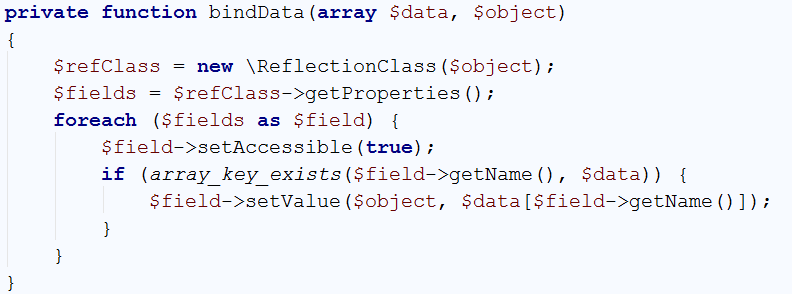 private function bindData(array $data, $object)
{
    $refClass = new \ReflectionClass($object);
    $fields = $refClass->getProperties();
    foreach ($fields as $field) {
        $field->setAccessible(true);
        if (array_key_exists($field->getName(), $data)) {
            $field->setValue($object, $data[$field->getName()]);
        }
    }
}